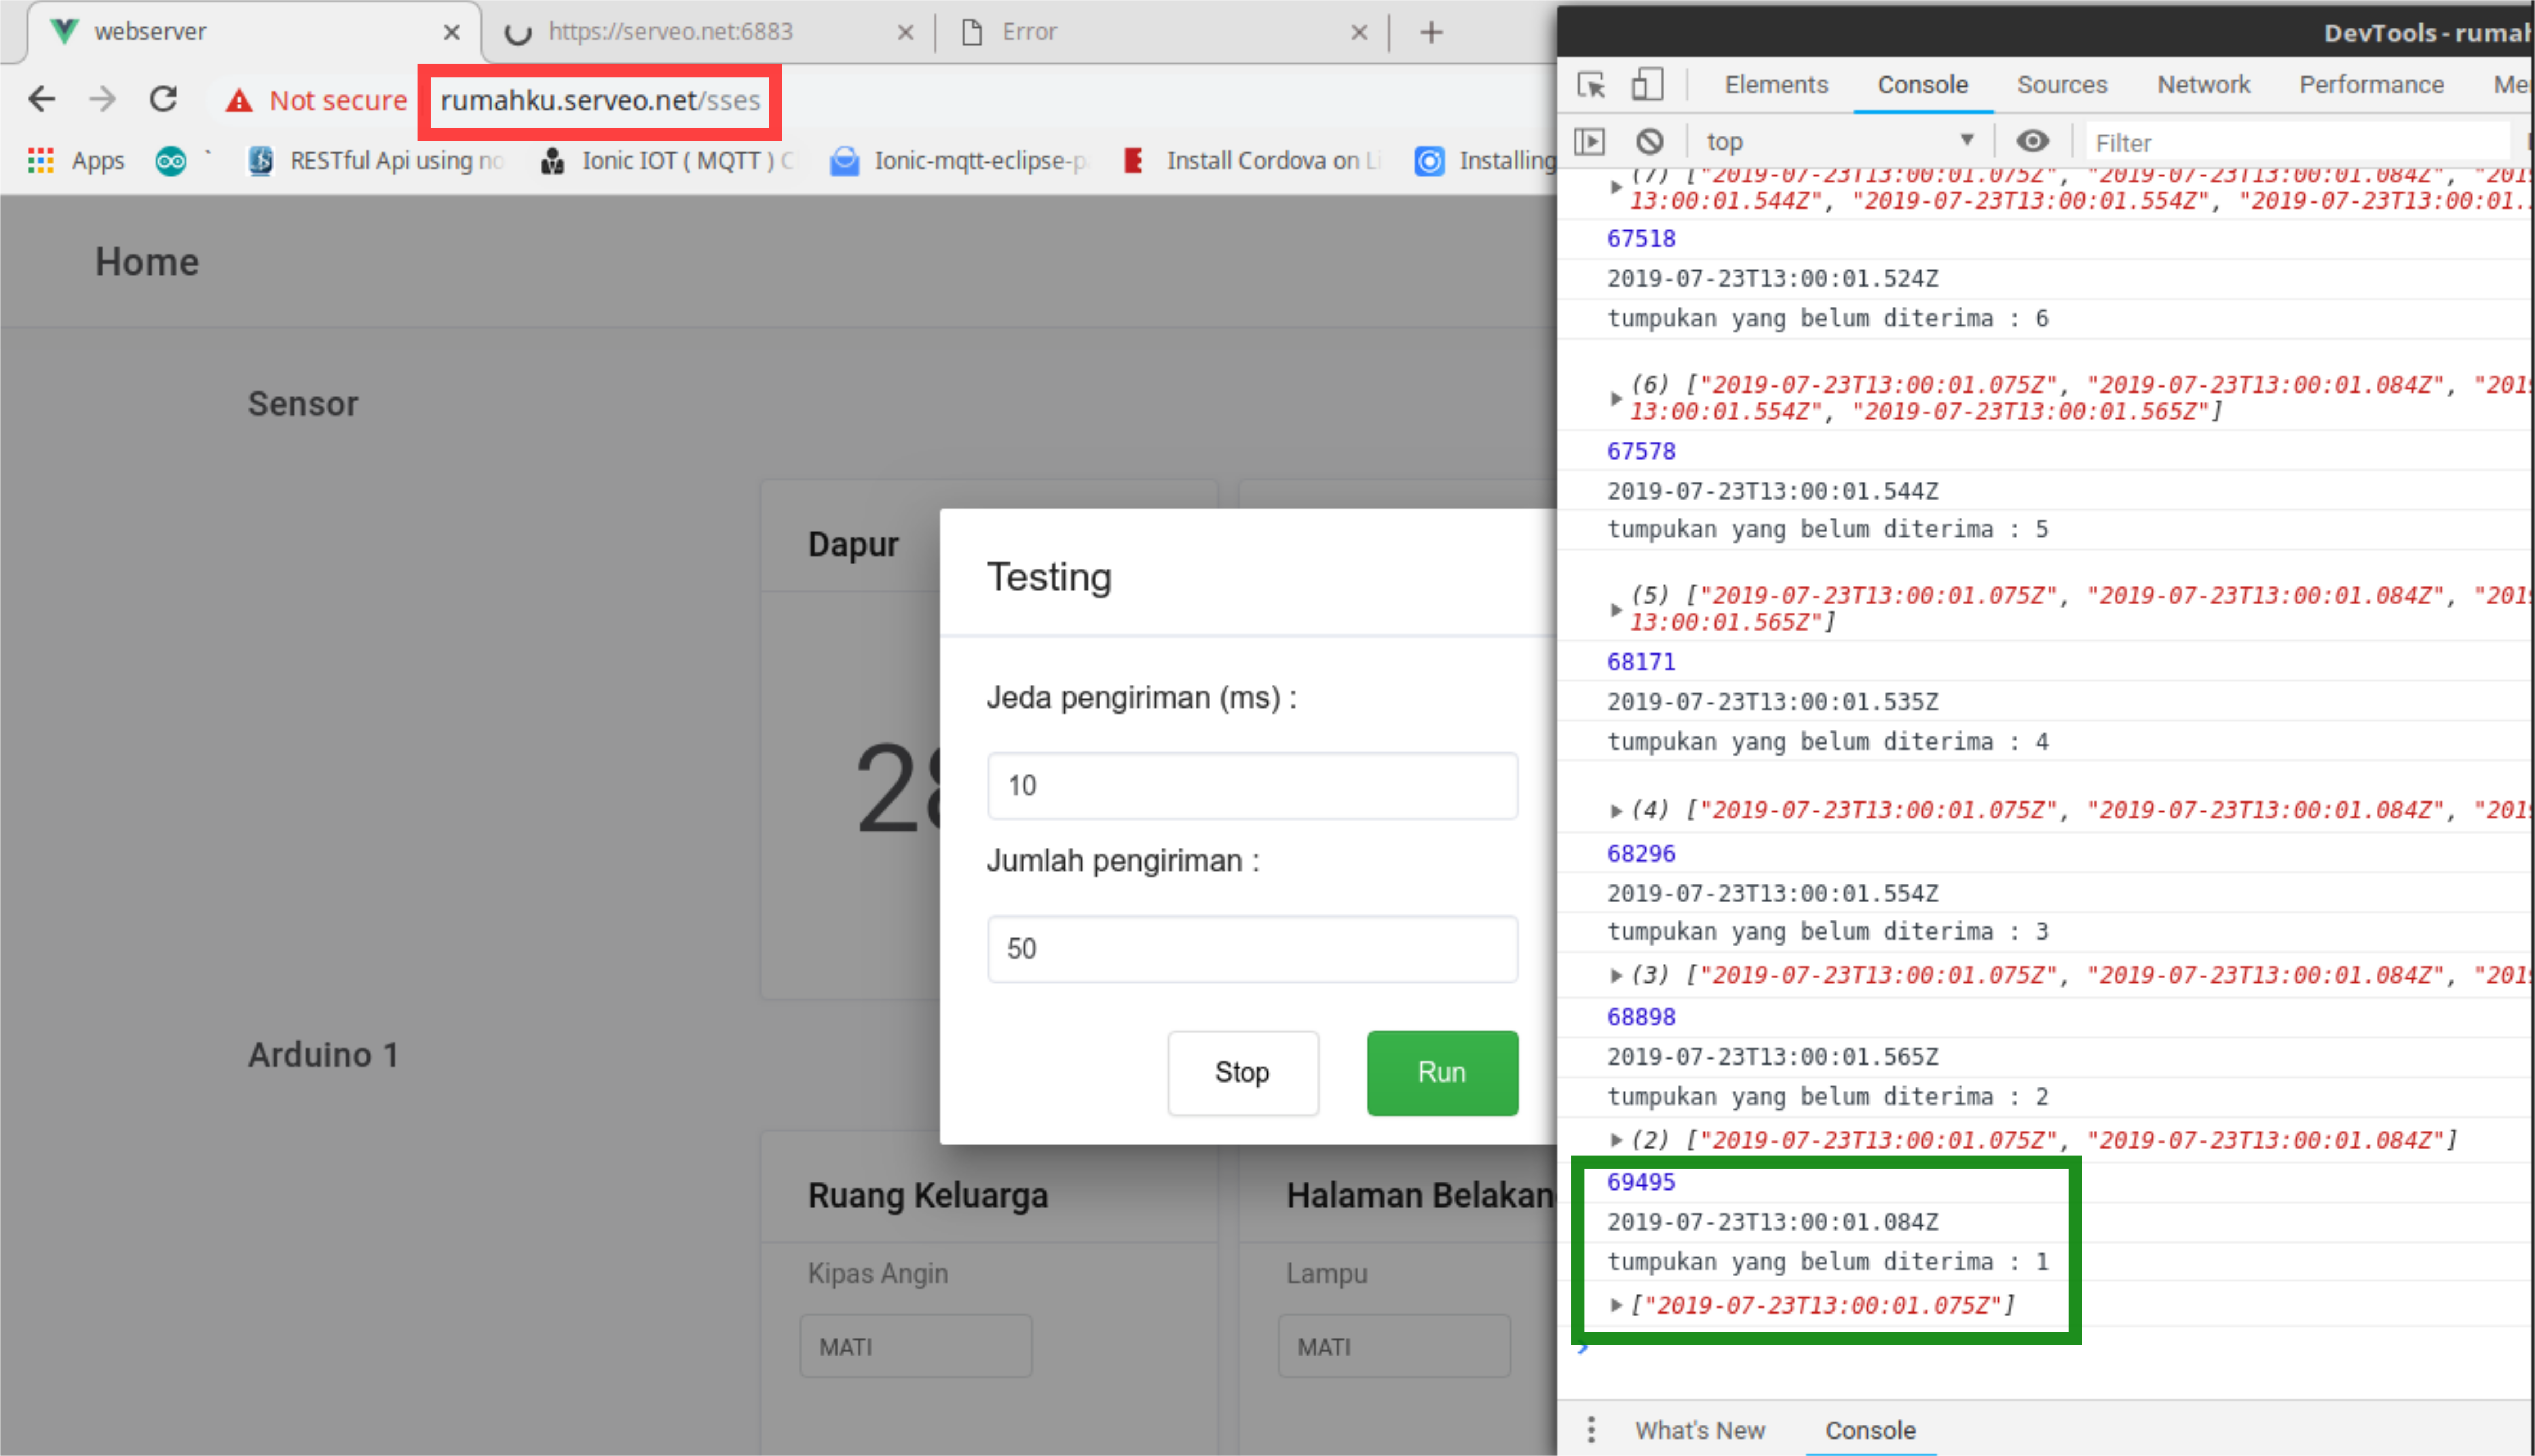 webserver
https://serveo.net:6883
Error
Not secure
rumahku.serveo.net/sses
Apps
RESTful Api using no
Ionic IOT ( MQTT ) C
Ionic-mqtt-eclipse-p
Install Cordova on Li
Installing
Home
Sensor
Dapur
28
Arduino 1
Ruang Keluarga
Kipas Angin
MATI
Halaman Belakan
Lampu
MATI
Testing
Jeda pengiriman (ms) :
10
Jumlah pengiriman :
50
Stop
Run
DevTools - rumah
Elements
Console
Sources
Network
Performance
Me
top
Filter
(7) ["2019-07-23T13:00:01.075Z", "2019-07-23T13:00:01.084Z", "201
13:00:01.544Z", "2019-07-23T13:00:01.554Z", "2019-07-23T13:00:01.
67518
2019-07-23T13:00:01.524Z
tumpukan yang belum diterima : 6
(6) ["2019-07-23T13:00:01.075Z", "2019-07-23T13:00:01.084Z", "201
13:00:01.554Z", "2019-07-23T13:00:01.565Z"]
67578
2019-07-23T13:00:01.544Z
tumpukan yang belum diterima : 5
(5) ["2019-07-23T13:00:01.075Z", "2019-07-23T13:00:01.084Z", "201
13:00:01.565Z"]
68171
2019-07-23T13:00:01.535Z
tumpukan yang belum diterima : 4
(4) ["2019-07-23T13:00:01.075Z", "2019-07-23T13:00:01.084Z", "201
68296
2019-07-23T13:00:01.554Z
tumpukan yang belum diterima : 3
(3) ["2019-07-23T13:00:01.075Z", "2019-07-23T13:00:01.084Z", "201
68898
2019-07-23T13:00:01.565Z
tumpukan yang belum diterima : 2
(2) ["2019-07-23T13:00:01.075Z", "2019-07-23T13:00:01.084Z"]
69495
2019-07-23T13:00:01.084Z
tumpukan yang belum diterima : 1
["2019-07-23T13:00:01.075Z"]
What's New
Console